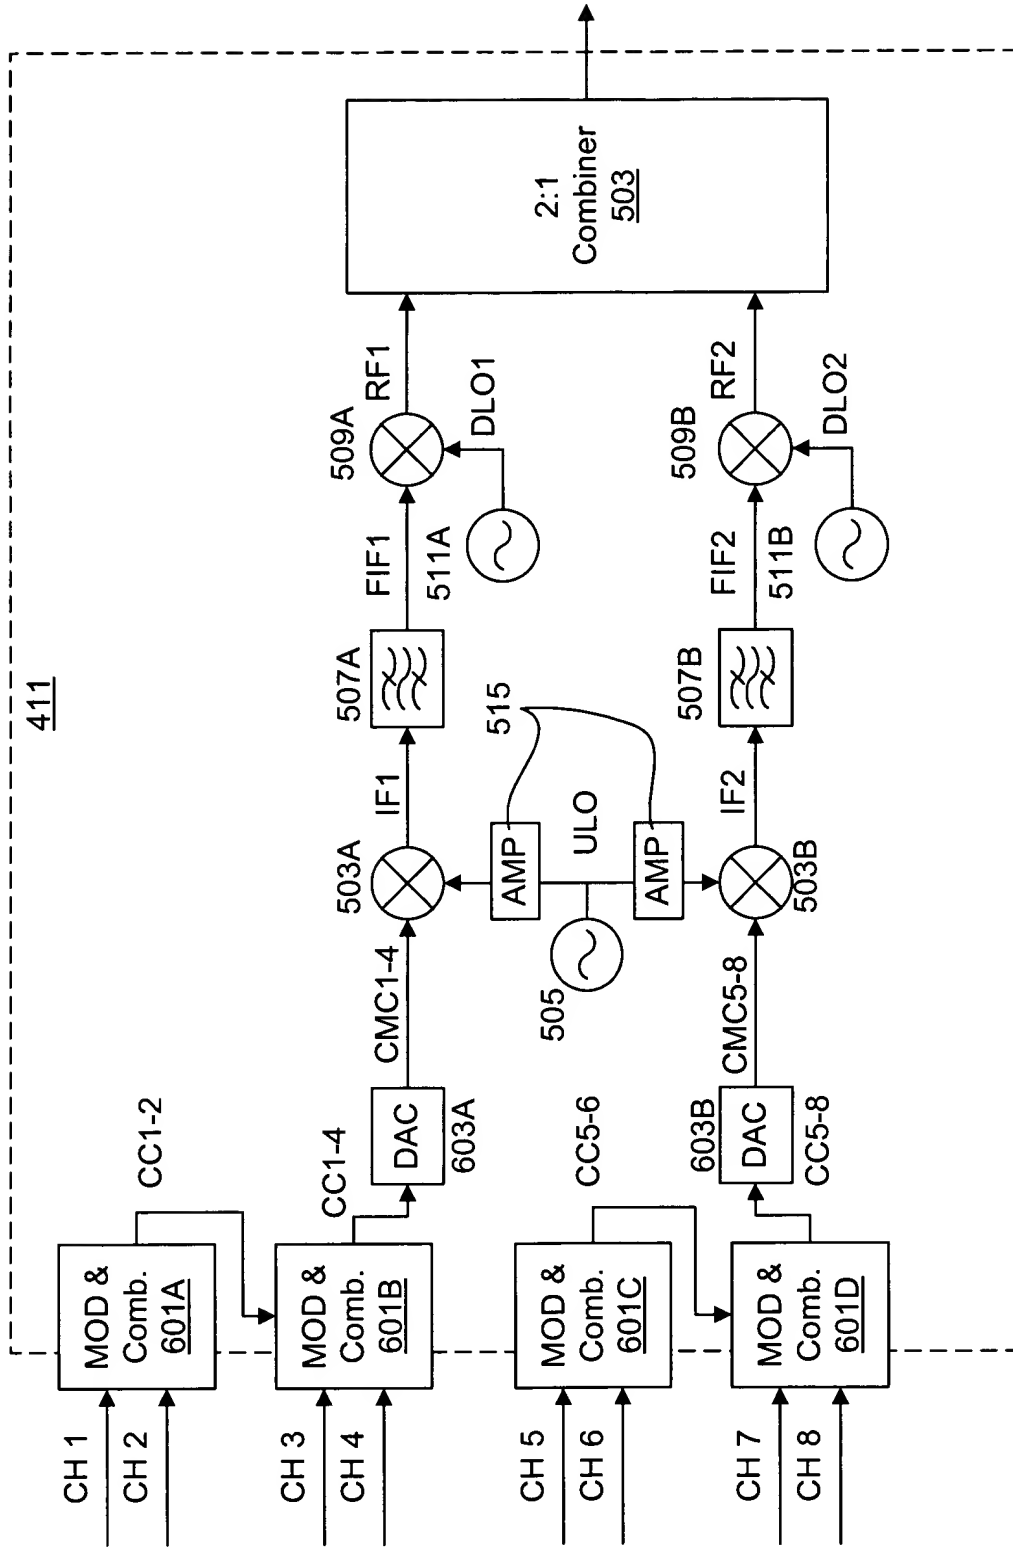 411
CH 1
CH 2
MOD &
Comb.
601A
CC1-2
CH 3
CH 4
MOD &
Comb.
601B
CC1-4
DAC
603A
CMC1-4
503A
IF1
507A
FIF1
511A
509A
RF1
DLO1
505
AMP
515
ULO
AMP
2:1
Combiner
503
CH 5
CH 6
MOD &
Comb.
601C
CC5-6
CH 7
CH 8
MOD &
Comb.
601D
603B
DAC
CC5-8
CMC5-8
503B
IF2
507B
FIF2
511B
509B
RF2
DLO2